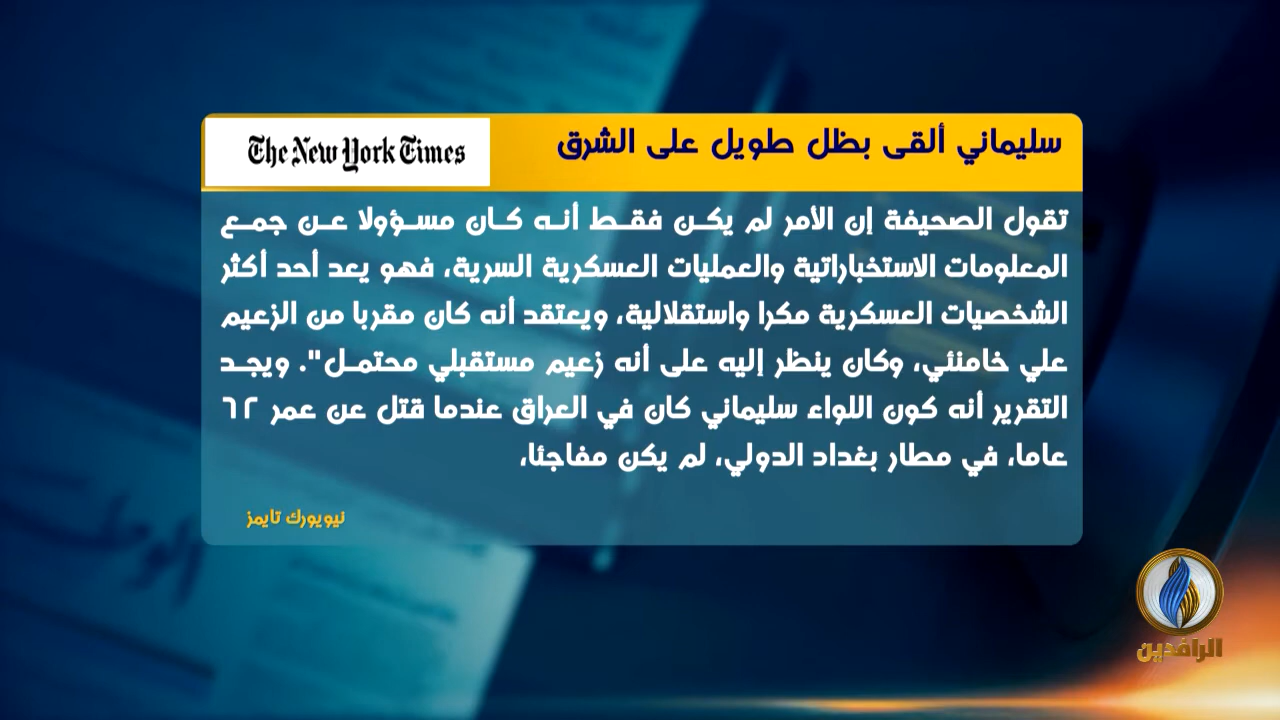 سليماني ألقى بظل طويل على الشرق
The New York Times
تقول الصحيفة إن الأمر لم يكن فقط أنه كان مسؤولا عن جمع
المعلومات الاستخباراتية والعمليات العسكرية السرية، فهو يعد أحد أكثر
الشخصيات العسكرية مكرا واستقلالية، ويعتقد أنه كان مقربا من الزعيم
علي خامنئي، وكان ينظر إليه على أنه زعيم مستقبلي محتمل". ويجد
التقرير أنه كون اللواء سليماني كان في العراق عندما قتل عن عمر ٦٢
عاما، في مطار بغداد الدولي، لم يكن مفاجئا،
نيويورك تايمز
الرافدين